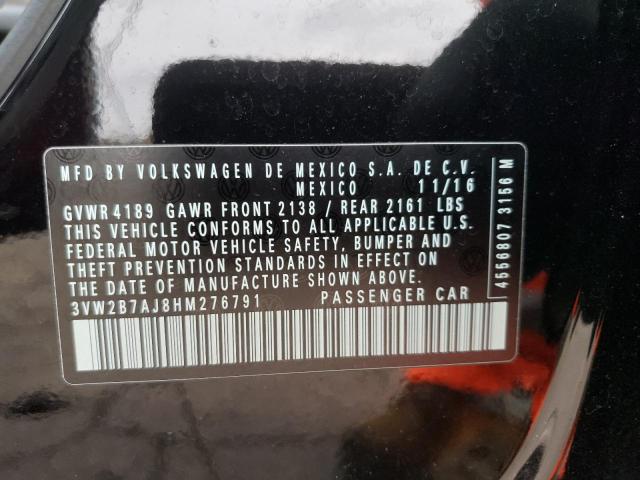 MFD BY VOLKSWAGEN DE MEXICO S.A. DE C.V.
MEXICO 11/16
GVWR 4189 GAWR FRONT 2138 / REAR 2161 LBS
THIS VEHICLE CONFORMS TO ALL APPLICABLE U.S.
FEDERAL MOTOR VEHICLE SAFETY, BUMPER AND
THEFT PREVENTION STANDARDS IN EFFECT ON
THE DATE OF MANUFACTURE SHOWN ABOVE.
3VW2B7AJ8HM276791 PASSENGER CAR
4556807 3156 M